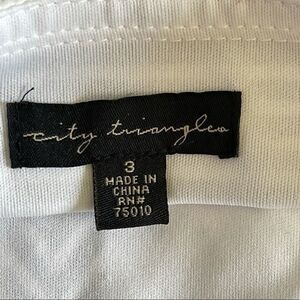 city triangles
3
MADE IN
CHINA
RN#
75010